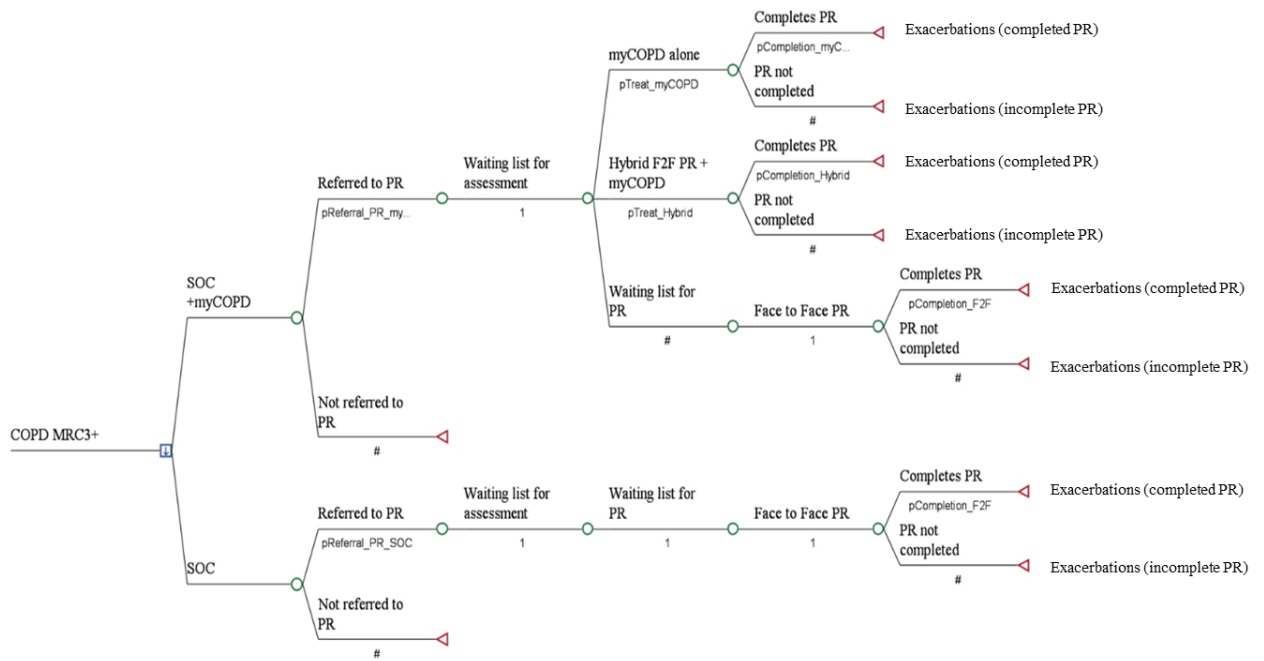 COPD MRC3+
SOC
+myCOPD
Referred to PR
pReferral_PR_my...
Waiting list for
assessment
1
myCOPD alone
pTreat_myCOPD
Completes PR
pCompletion_myC...
Exacerbations (completed PR)
PR not
completed
#
Exacerbations (incomplete PR)
Hybrid F2F PR +
myCOPD
pTreat_Hybrid
Completes PR
pCompletion_Hybrid
Exacerbations (completed PR)
PR not
completed
#
Exacerbations (incomplete PR)
Waiting list for
PR
#
Face to Face PR
1
Completes PR
pCompletion_F2F
Exacerbations (completed PR)
PR not
completed
#
Exacerbations (incomplete PR)
Not referred to
PR
#
SOC
Referred to PR
pReferral_PR_SOC
Waiting list for
assessment
1
Waiting list for
PR
1
Face to Face PR
1
Completes PR
pCompletion_F2F
Exacerbations (completed PR)
PR not
completed
#
Exacerbations (incomplete PR)
Not referred to
PR
#